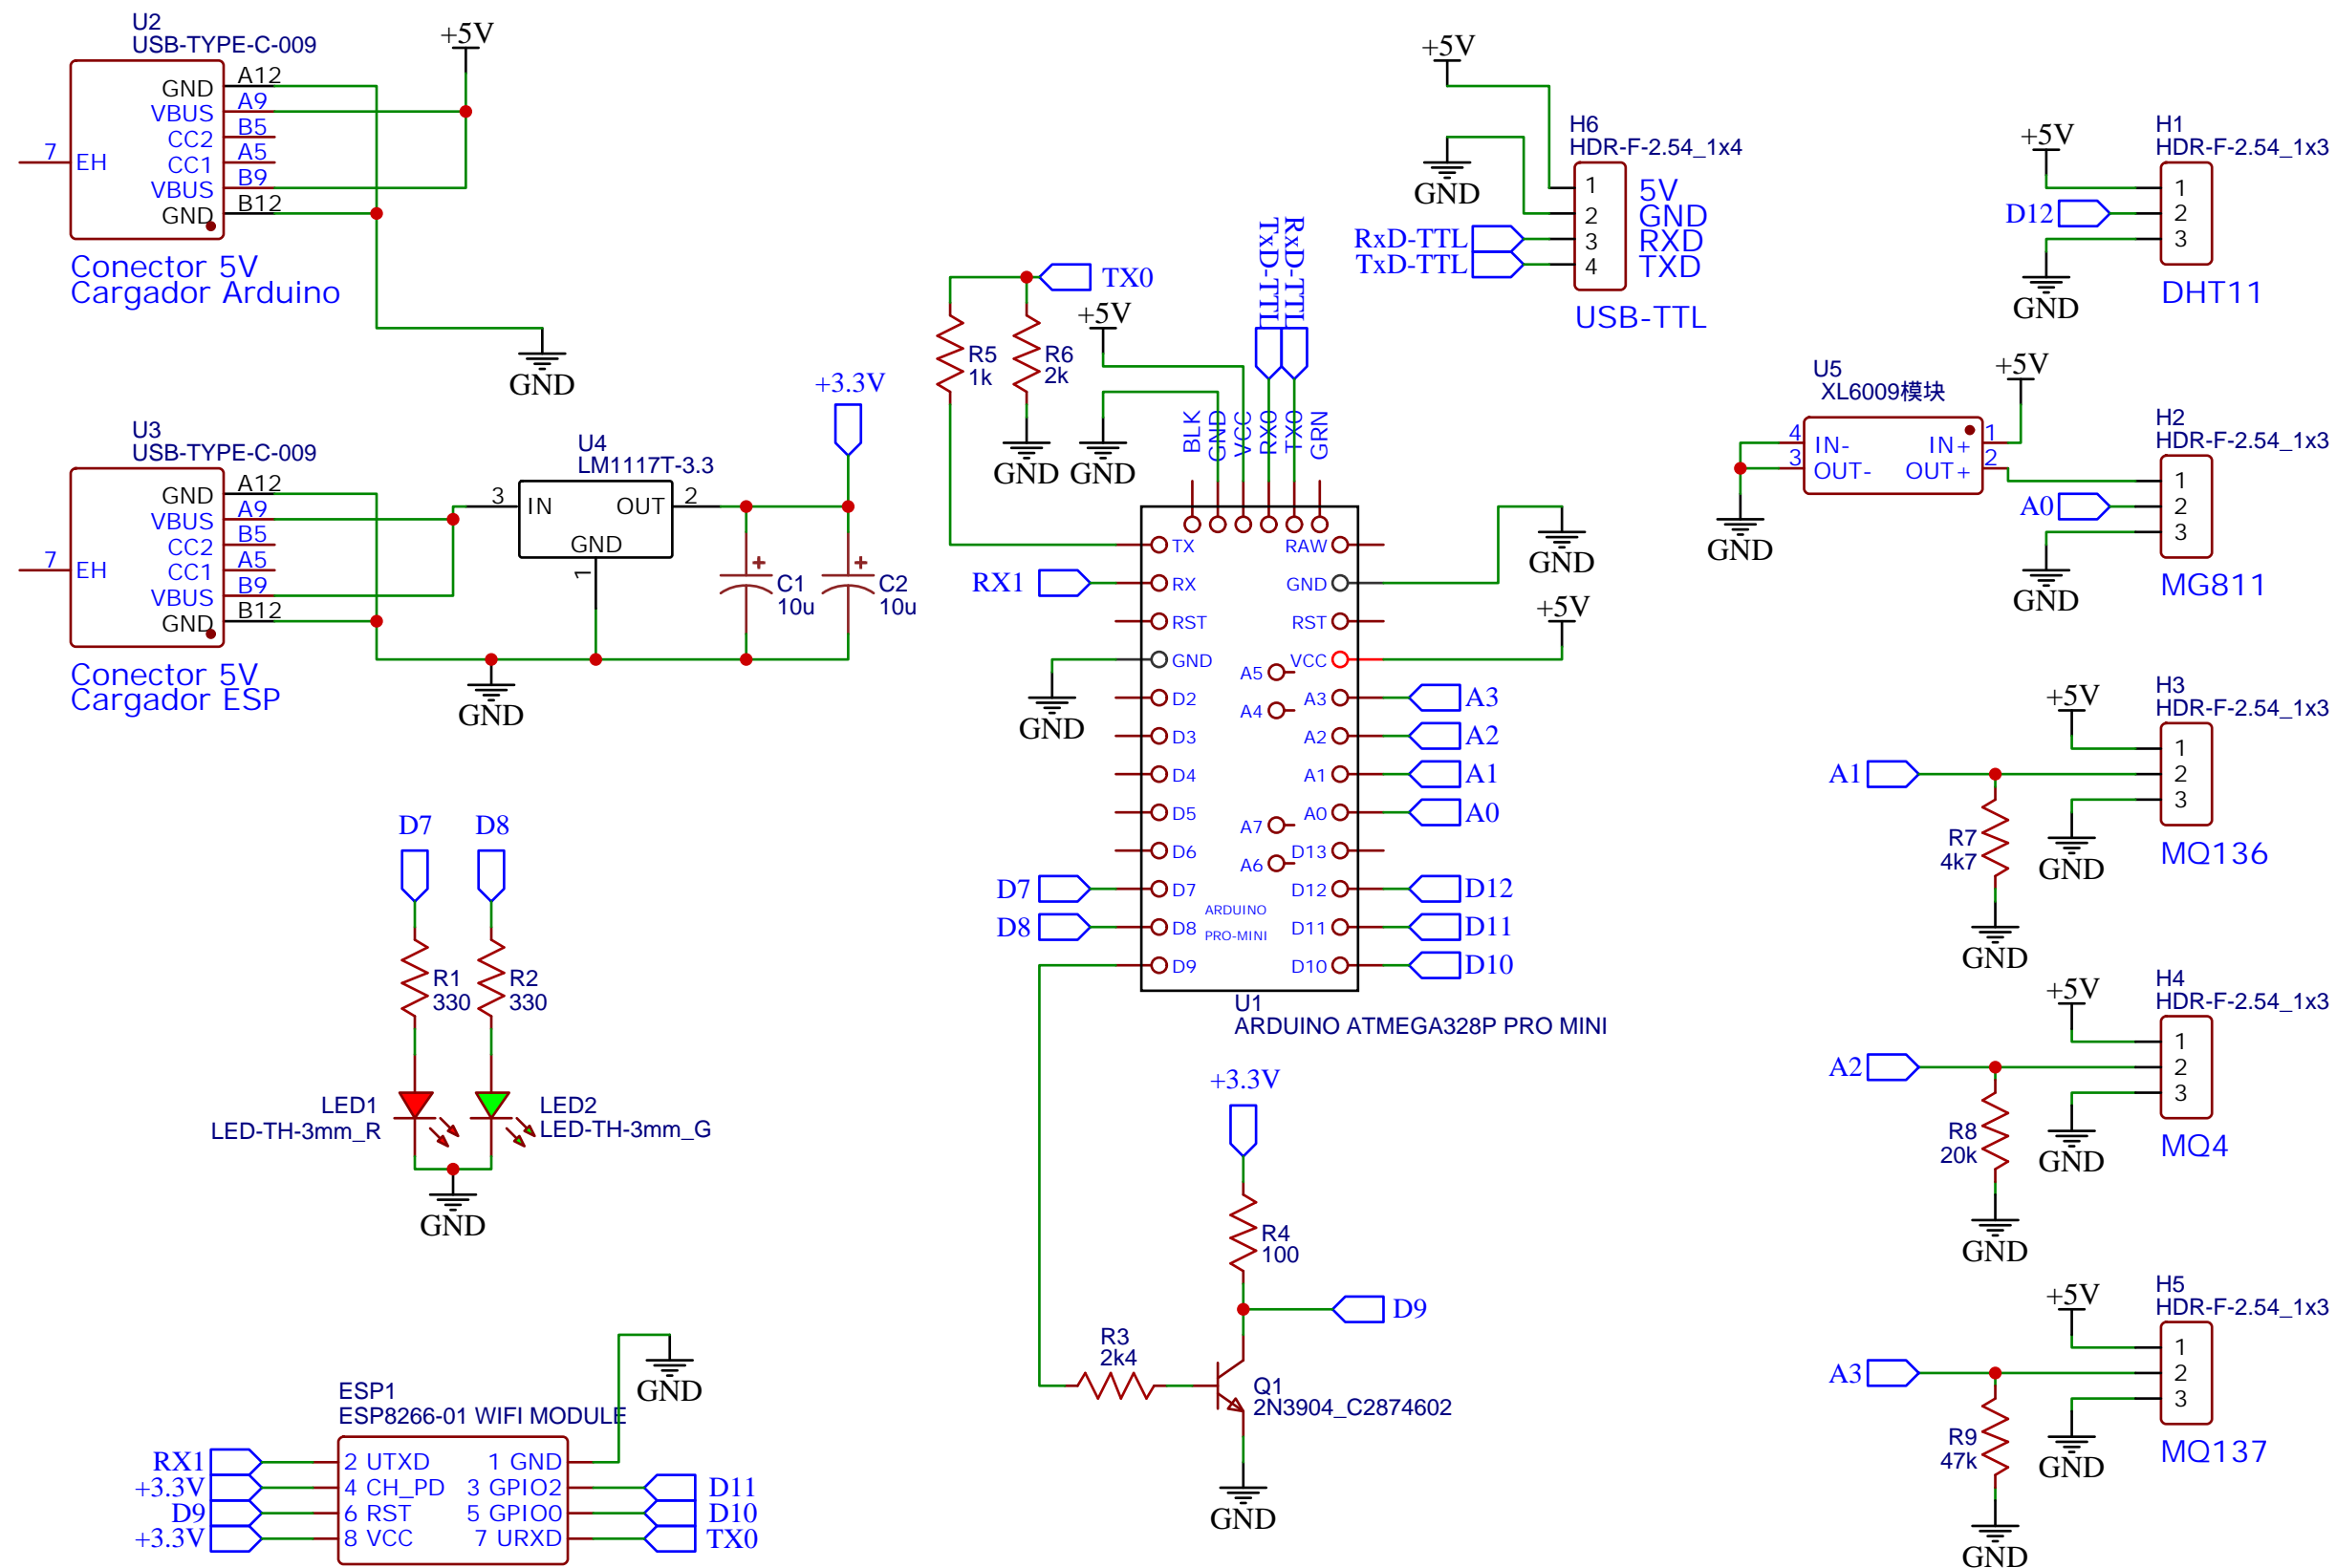 U2
USB-TYPE-C-009
+5V
GND
A12
VBUS
A9
CC2
B5
7
EH
CC1
A5
VBUS
B9
GND
B12
Conector 5V
Cargador Arduino
GND
U3
USB-TYPE-C-009
GND
A12
VBUS
A9
CC2
B5
7
EH
CC1
A5
VBUS
B9
GND
B12
Conector 5V
Cargador ESP
GND
U4
LM1117T-3.3
3
IN
OUT
2
GND
1
+3.3V
C1
10u
C2
10u
D7
D8
R1
330
R2
330
LED1
LED-TH-3mm_R
LED2
LED-TH-3mm_G
GND
ESP1
ESP8266-01 WIFI MODULE
GND
RX1
2 UTXD
1 GND
+3.3V
4 CH_PD
3 GPIO2
D11
D9
6 RST
5 GPIO0
D10
+3.3V
8 VCC
7 URXD
TX0
TX0
R5
1k
R6
2k
GND
+5V
GND
TxD-TTL
RxD-TTL
BLK
GND
VCC
RX0
TX0
GRN
TX
RAW
RX1
RX
GND
GND
RST
RST
+5V
GND
GND
VCC
A5
D2
A3
A3
A4
D3
A2
A2
D4
A1
A1
D5
A0
A0
A7
D6
D13
A6
D7
D7
D12
D12
ARDUINO
PRO-MINI
D8
D8
D11
D11
D9
D10
D10
U1
ARDUINO ATMEGA328P PRO MINI
+3.3V
R4
100
D9
R3
2k4
Q1
2N3904_C2874602
GND
+5V
GND
H6
HDR-F-2.54_1x4
1
5V
2
GND
RxD-TTL
3
RXD
TxD-TTL
4
TXD
USB-TTL
H1
HDR-F-2.54_1x3
+5V
1
D12
2
3
GND
DHT11
U5
XL6009模块
+5V
4
IN-
IN+
1
3
OUT-
OUT+
2
GND
H2
HDR-F-2.54_1x3
1
A0
2
3
GND
MG811
H3
HDR-F-2.54_1x3
+5V
1
A1
2
3
R7
4k7
GND
MQ136
GND
H4
HDR-F-2.54_1x3
+5V
1
A2
2
3
R8
20k
GND
MQ4
GND
H5
HDR-F-2.54_1x3
+5V
1
A3
2
3
R9
47k
GND
MQ137
GND